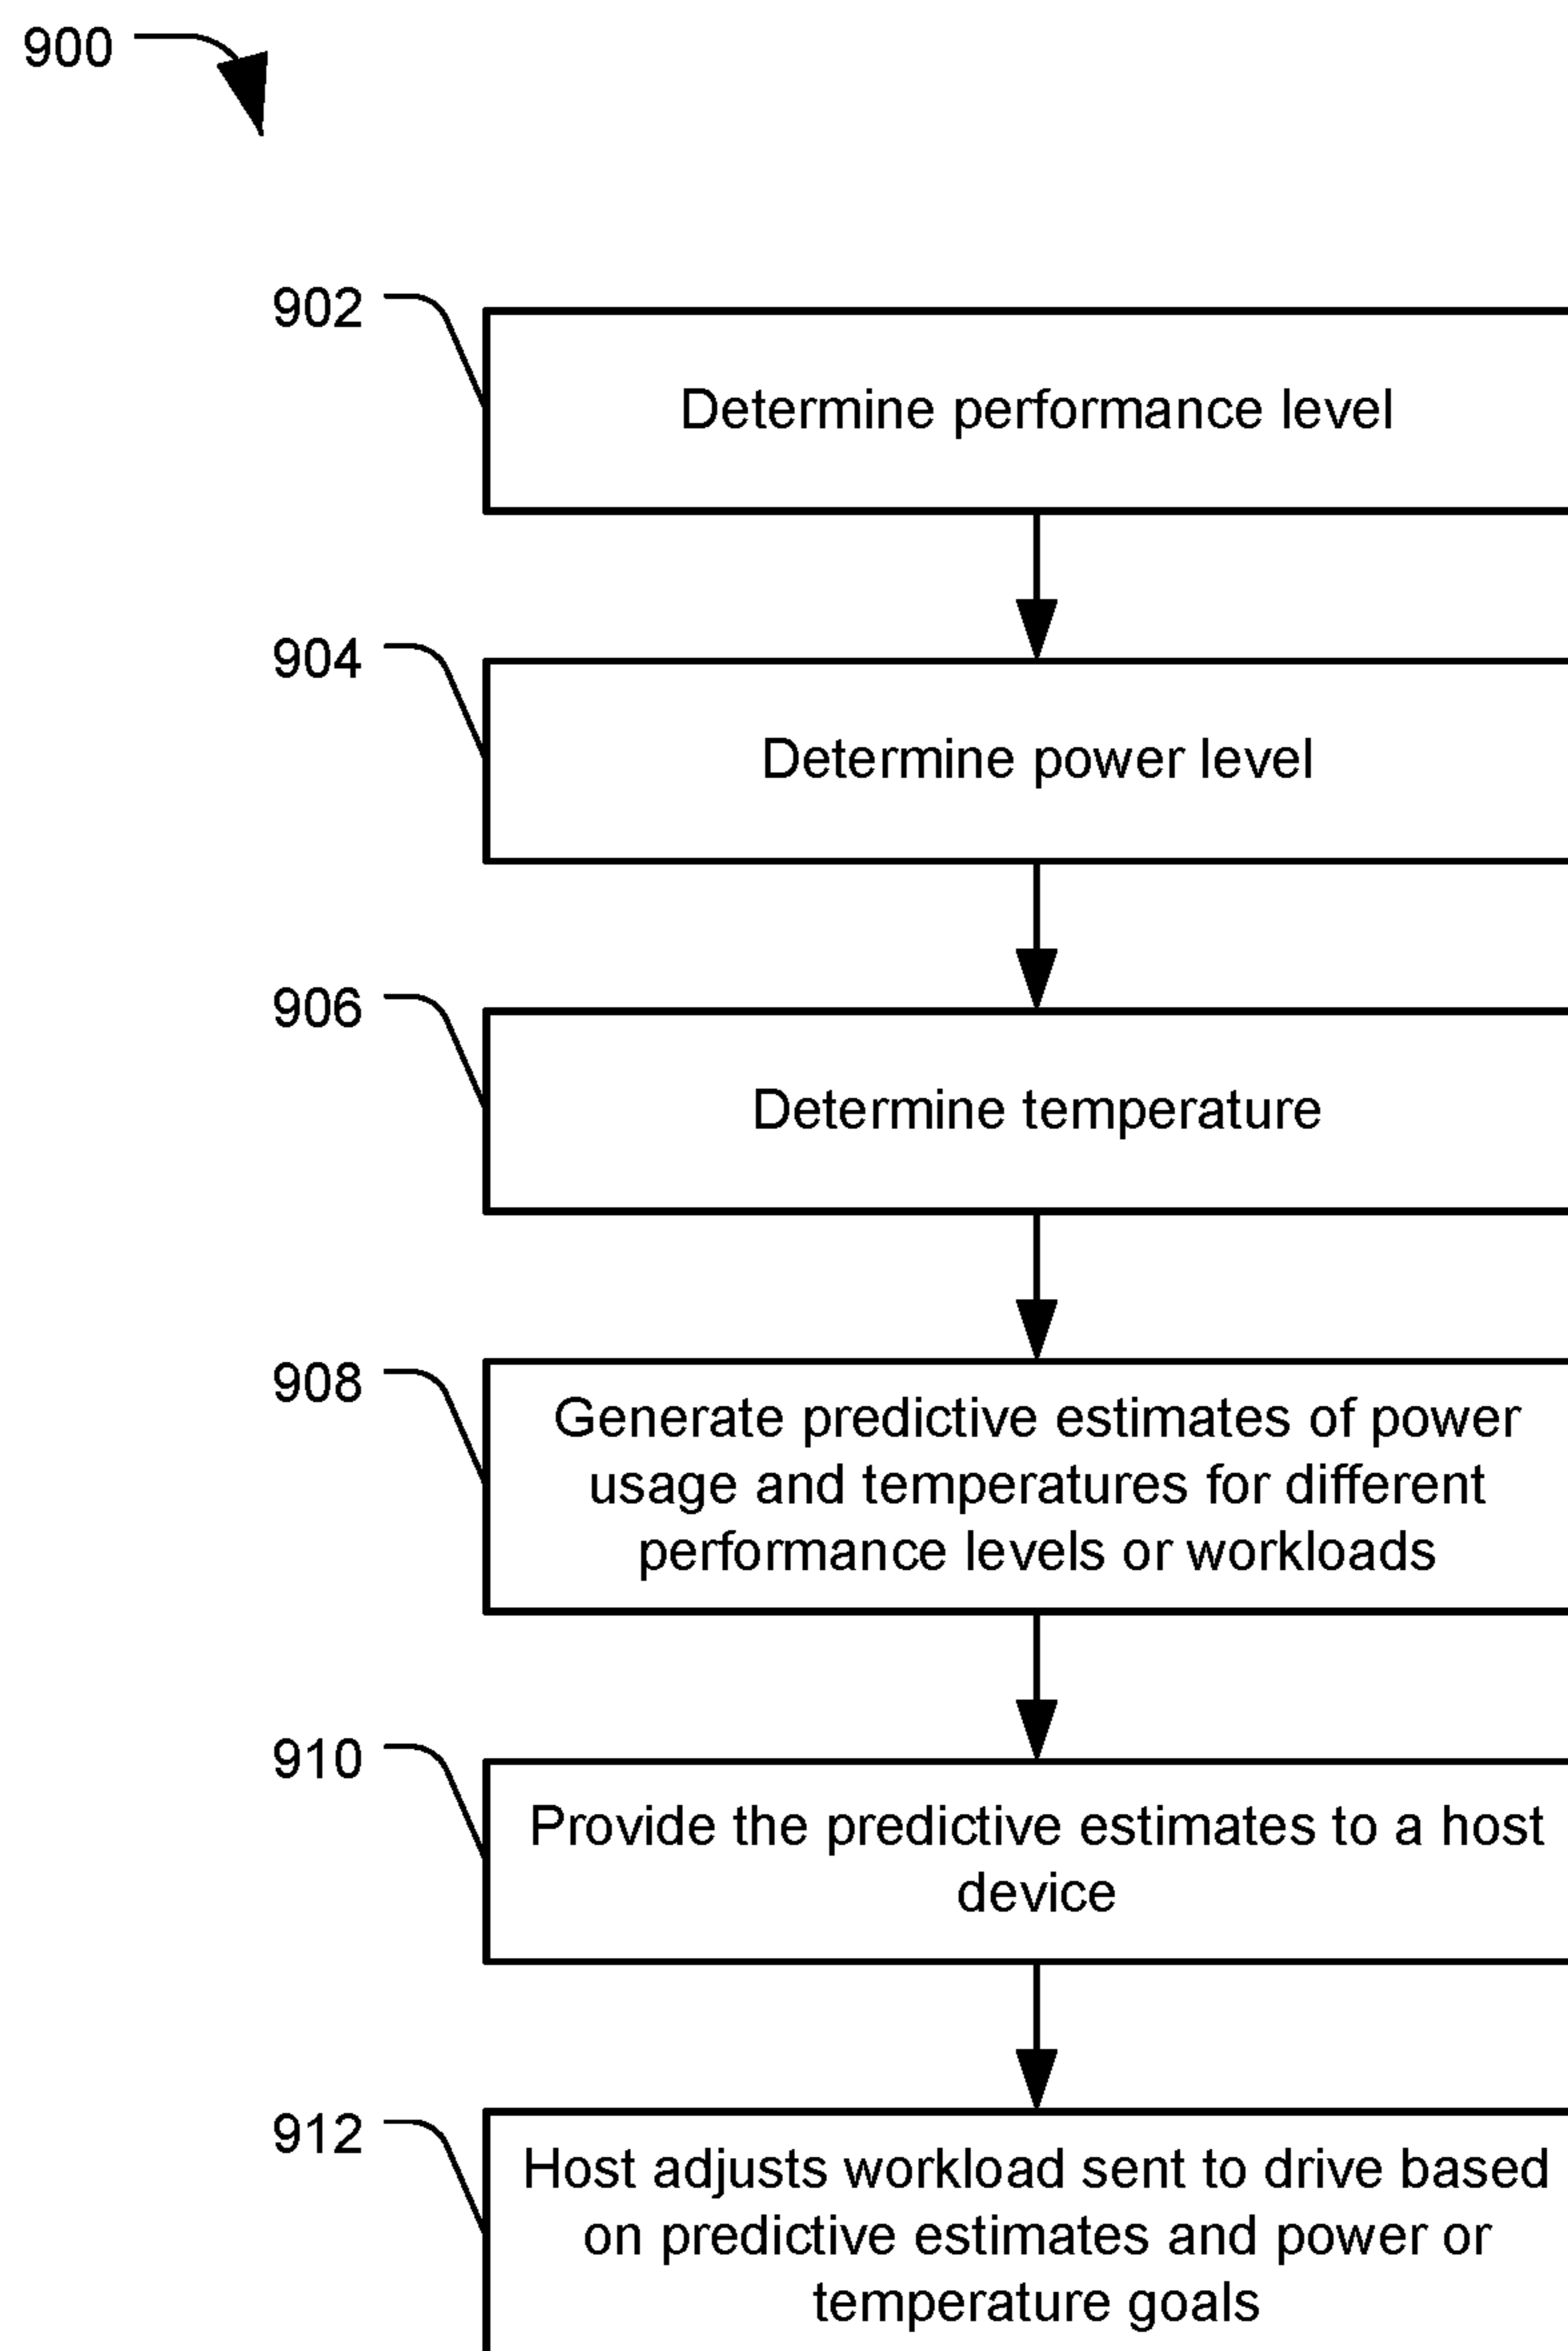 900
902
Determine performance level
904
Determine power level
906
Determine temperature
908
Generate predictive estimates of power
usage and temperatures for different
performance levels or workloads
910
Provide the predictive estimates to a host
device
912
Host adjusts workload sent to drive based
on predictive estimates and power or
temperature goals